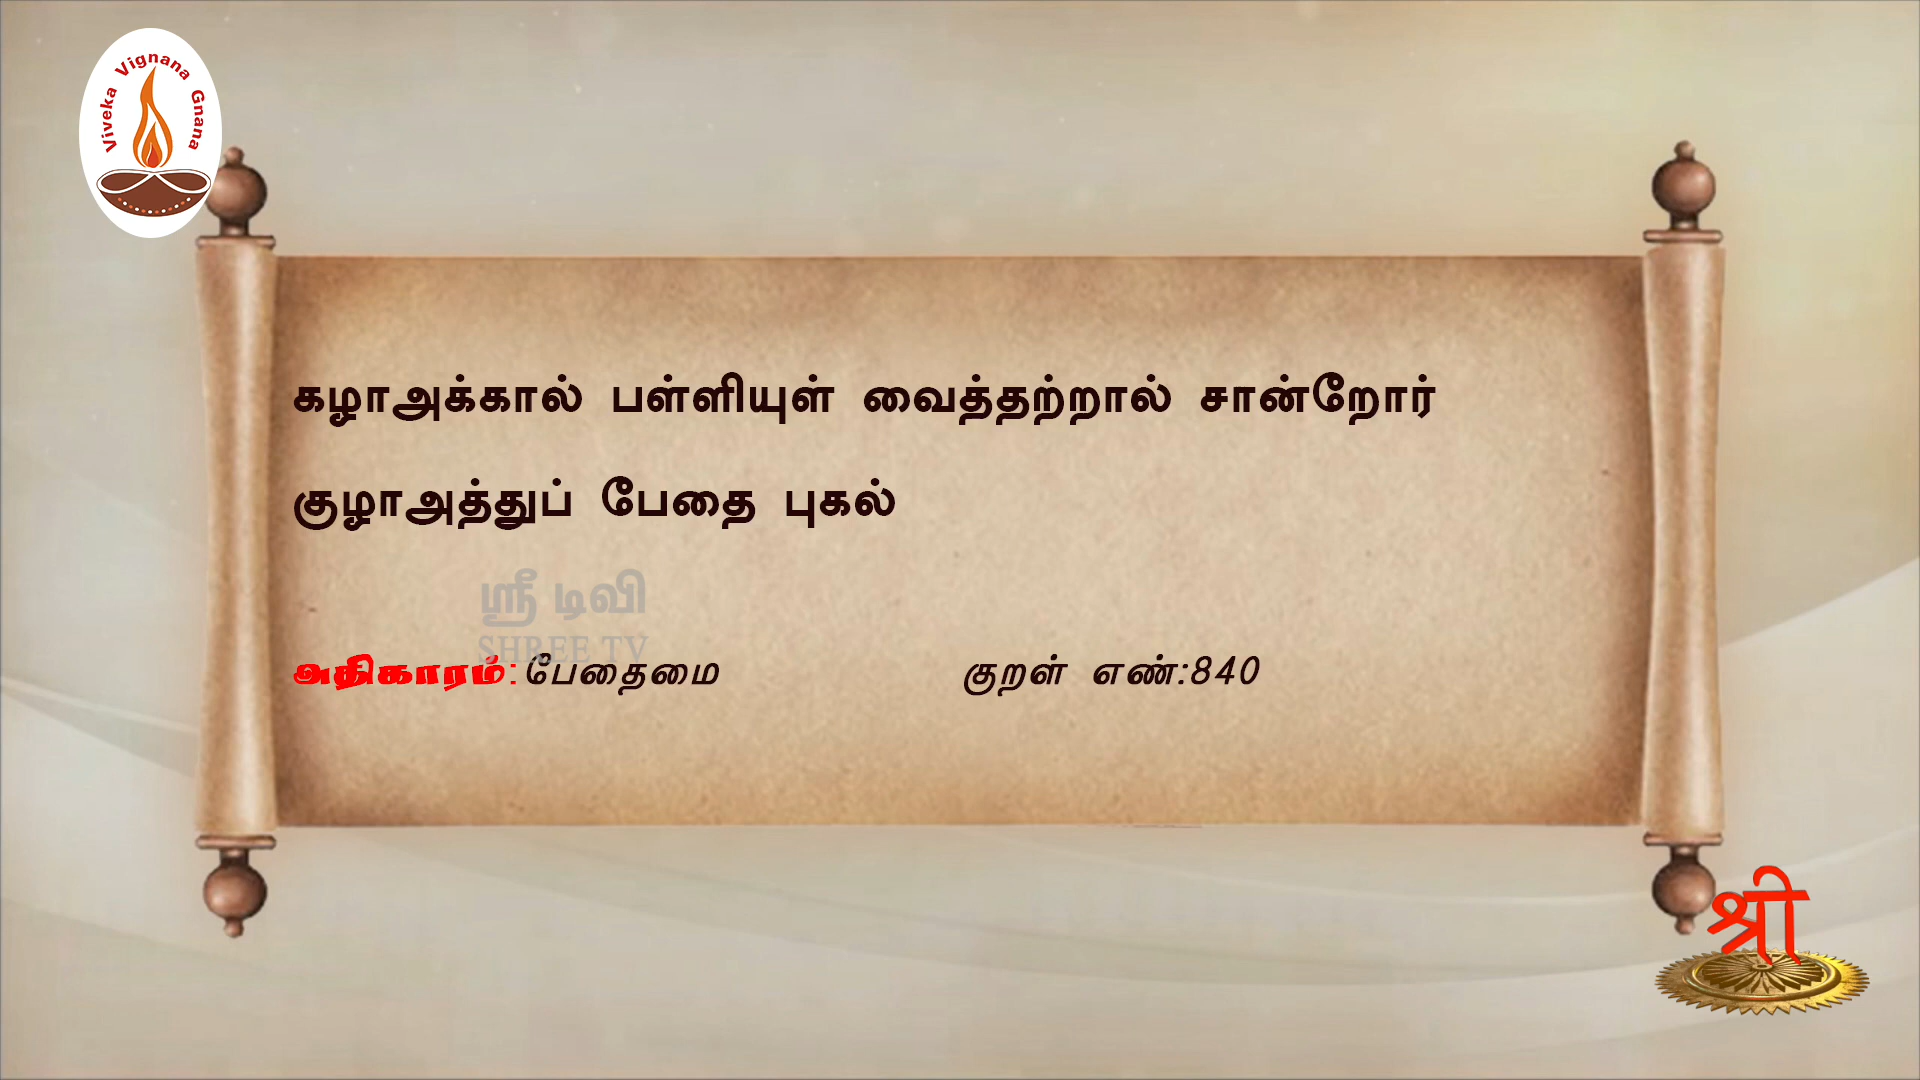 Viveka Vignana Gnana
கழாஅக்கால் பள்ளியுள் வைத்தற்றால் சான்றோர்
குழாஅத்துப் பேதை புகல்
ஸ்ரீ டிவி
SHREE TV
அதிகாரம்:பேதைமை குறள் எண்:840
श्री